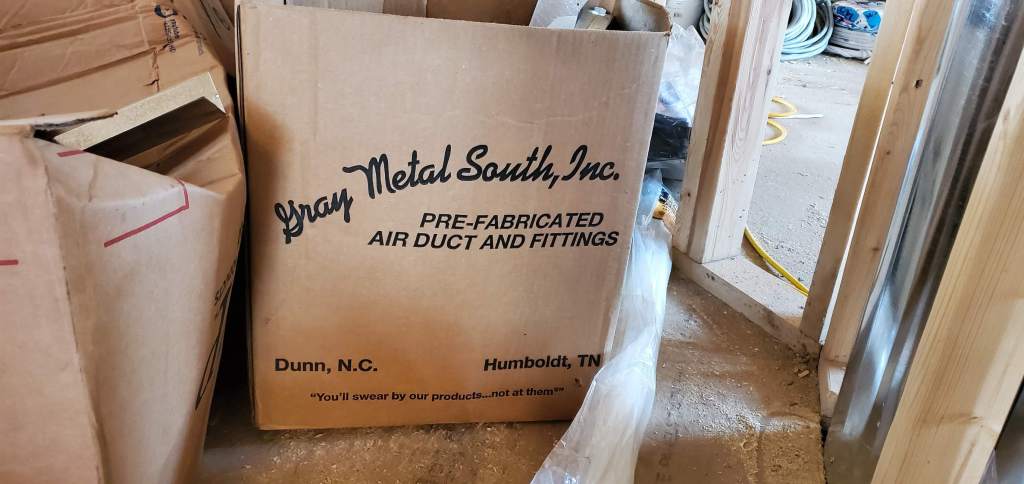 Gray Metal South, Inc.
PRE-FABRICATED
AIR DUCT AND FITTINGS
Dunn, N.C.
Humboldt, TN
"You'll swear by our products...not at them"